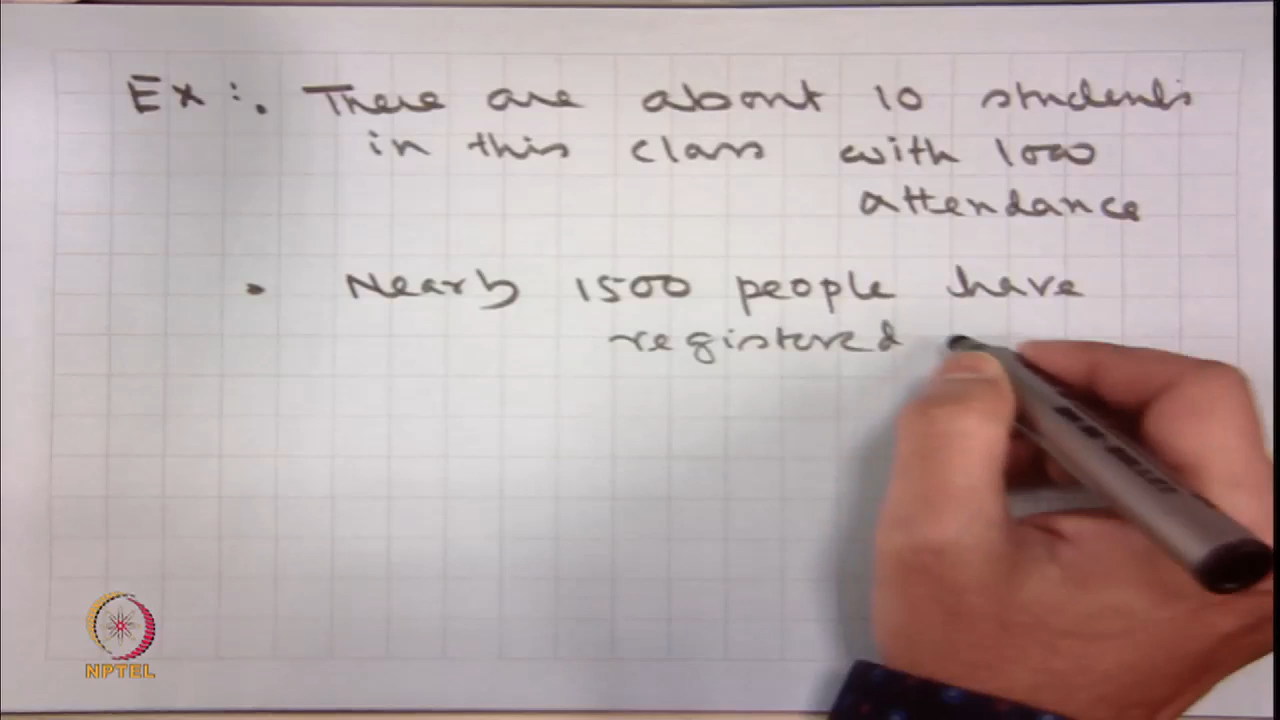 Ex:. There are about 10 students
in this class with 100
attendance
• Nearly 1500 people have
registered
NPTEL